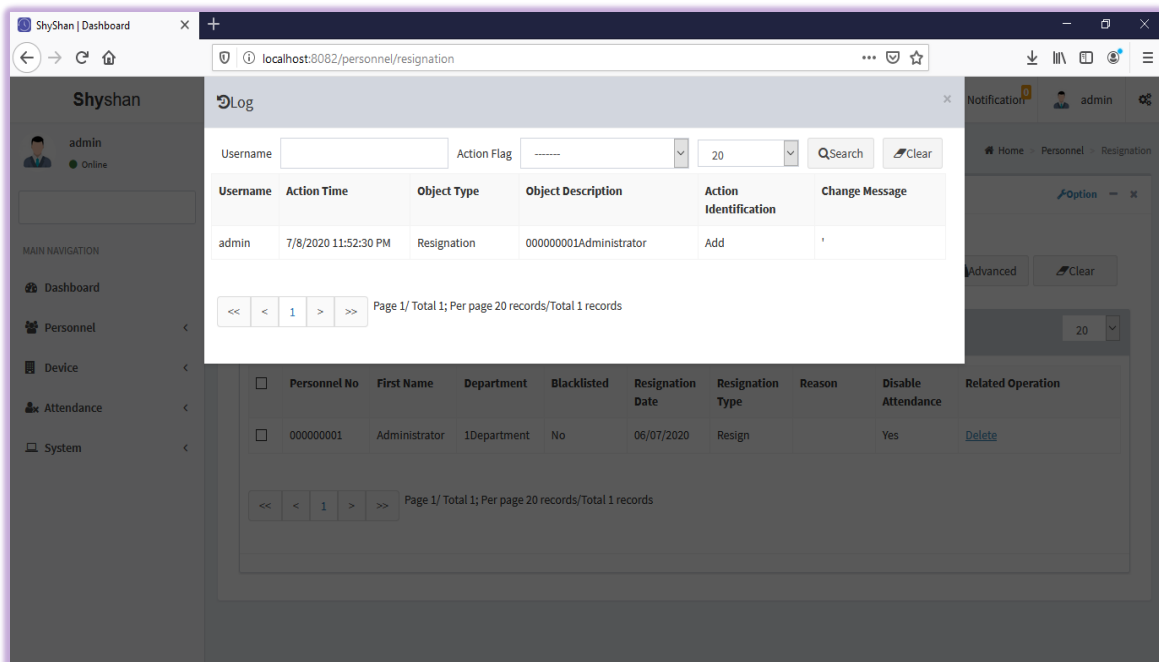 ShyShan | Dashboard
localhost:8082/personnel/resignation
Shyshan
Log
Notification 0 admin
admin
Online
Username Action Flag ------- 20 Search Clear
Home > Personnel > Resignation
Username Action Time Object Type Object Description Action Identification Change Message
Option
admin 7/8/2020 11:52:30 PM Resignation 000000001Administrator Add '
MAIN NAVIGATION
Advanced Clear
Dashboard
<< < 1 > >> Page 1/ Total 1; Per page 20 records/Total 1 records
Personnel
20
Device
Personnel No First Name Department Blacklisted Resignation Date Resignation Type Reason Disable Attendance Related Operation
Attendance
000000001 Administrator 1Department No 06/07/2020 Resign Yes Delete
System
<< < 1 > >> Page 1/ Total 1; Per page 20 records/Total 1 records